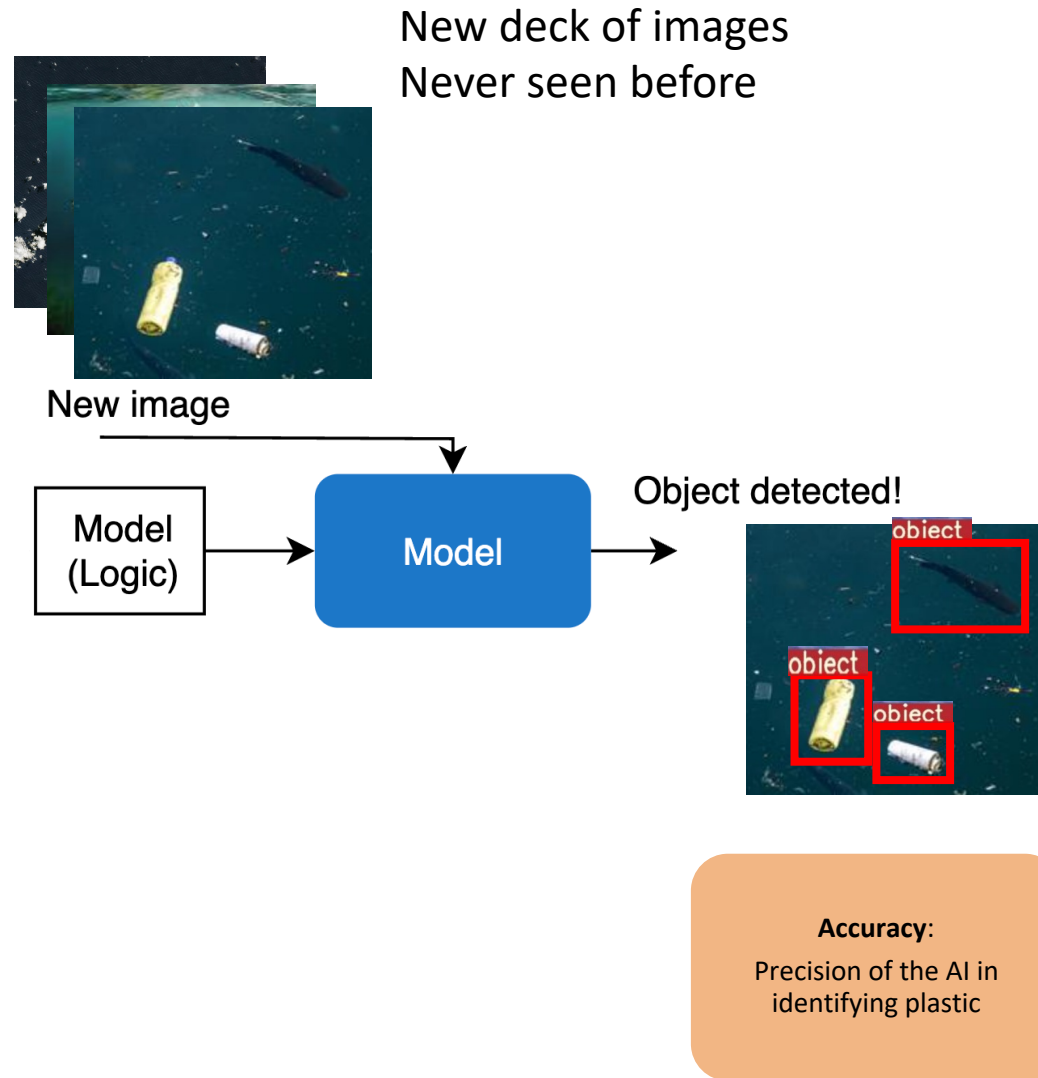 New deck of images
Never seen before
New image
Model
(Logic)
Model
Object detected!
object
object
object
Accuracy:
Precision of the AI in
identifying plastic